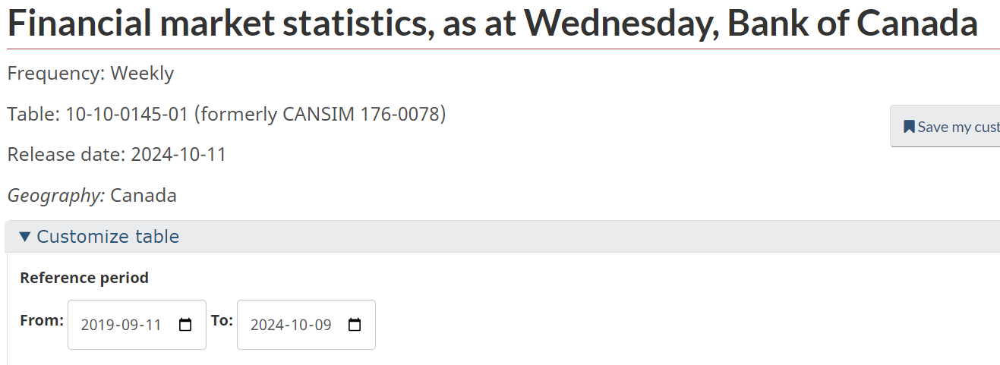 Financial market statistics, as at Wednesday, Bank of Canada
Frequency: Weekly
Table: 10-10-0145-01 (formerly CANSIM 176-0078)
Save my cust
Release date: 2024-10-11
Geography: Canada
▼ Customize table
Reference period
From: 2019-09-11 To: 2024-10-09